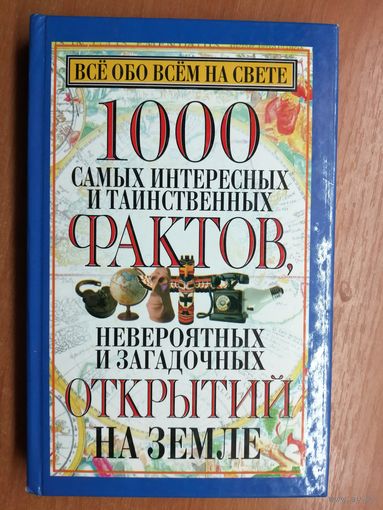 ВСЁ ОБО ВСЁМ НА СВЕТЕ
1000
САМЫХ ИНТЕРЕСНЫХ
И ТАИНСТВЕННЫХ
ФАКТОВ,
НЕВЕРОЯТНЫХ
И ЗАГАДОЧНЫХ
ОТКРЫТИЙ
НА ЗЕМЛЕ